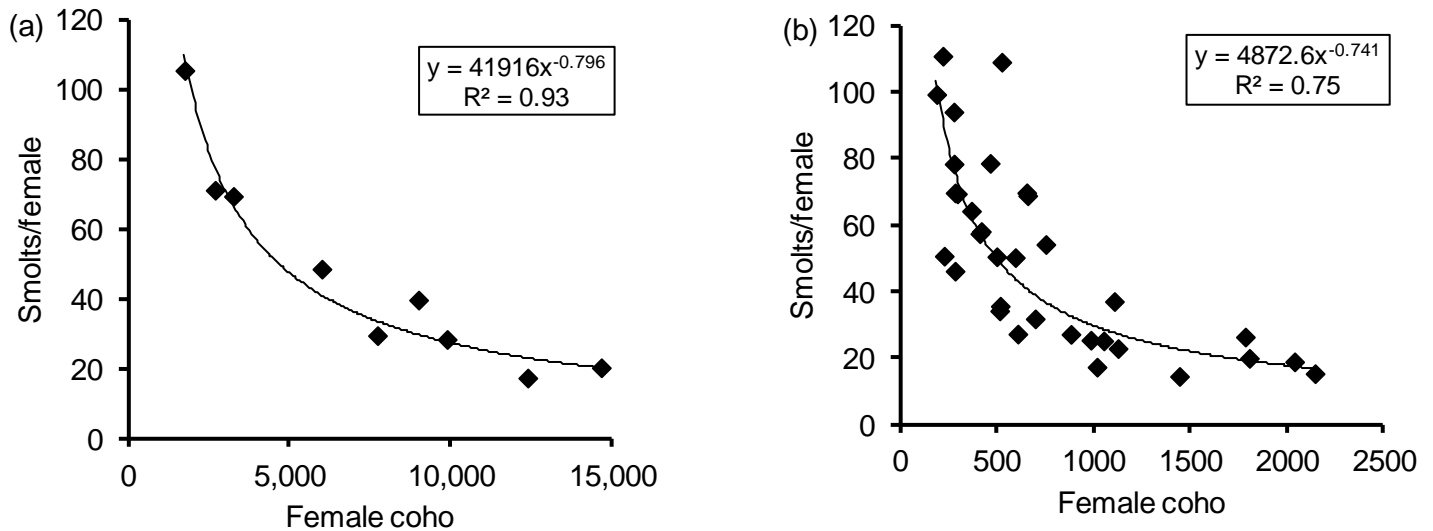 (a)
120
100
80
60
40
20
0
Smolts/female
y = 41916x^-0.796
R² = 0.93
0 5,000 10,000 15,000
Female coho
(b)
120
100
80
60
40
20
0
Smolts/female
y = 4872.6x^-0.741
R² = 0.75
0 500 1000 1500 2000 2500
Female coho